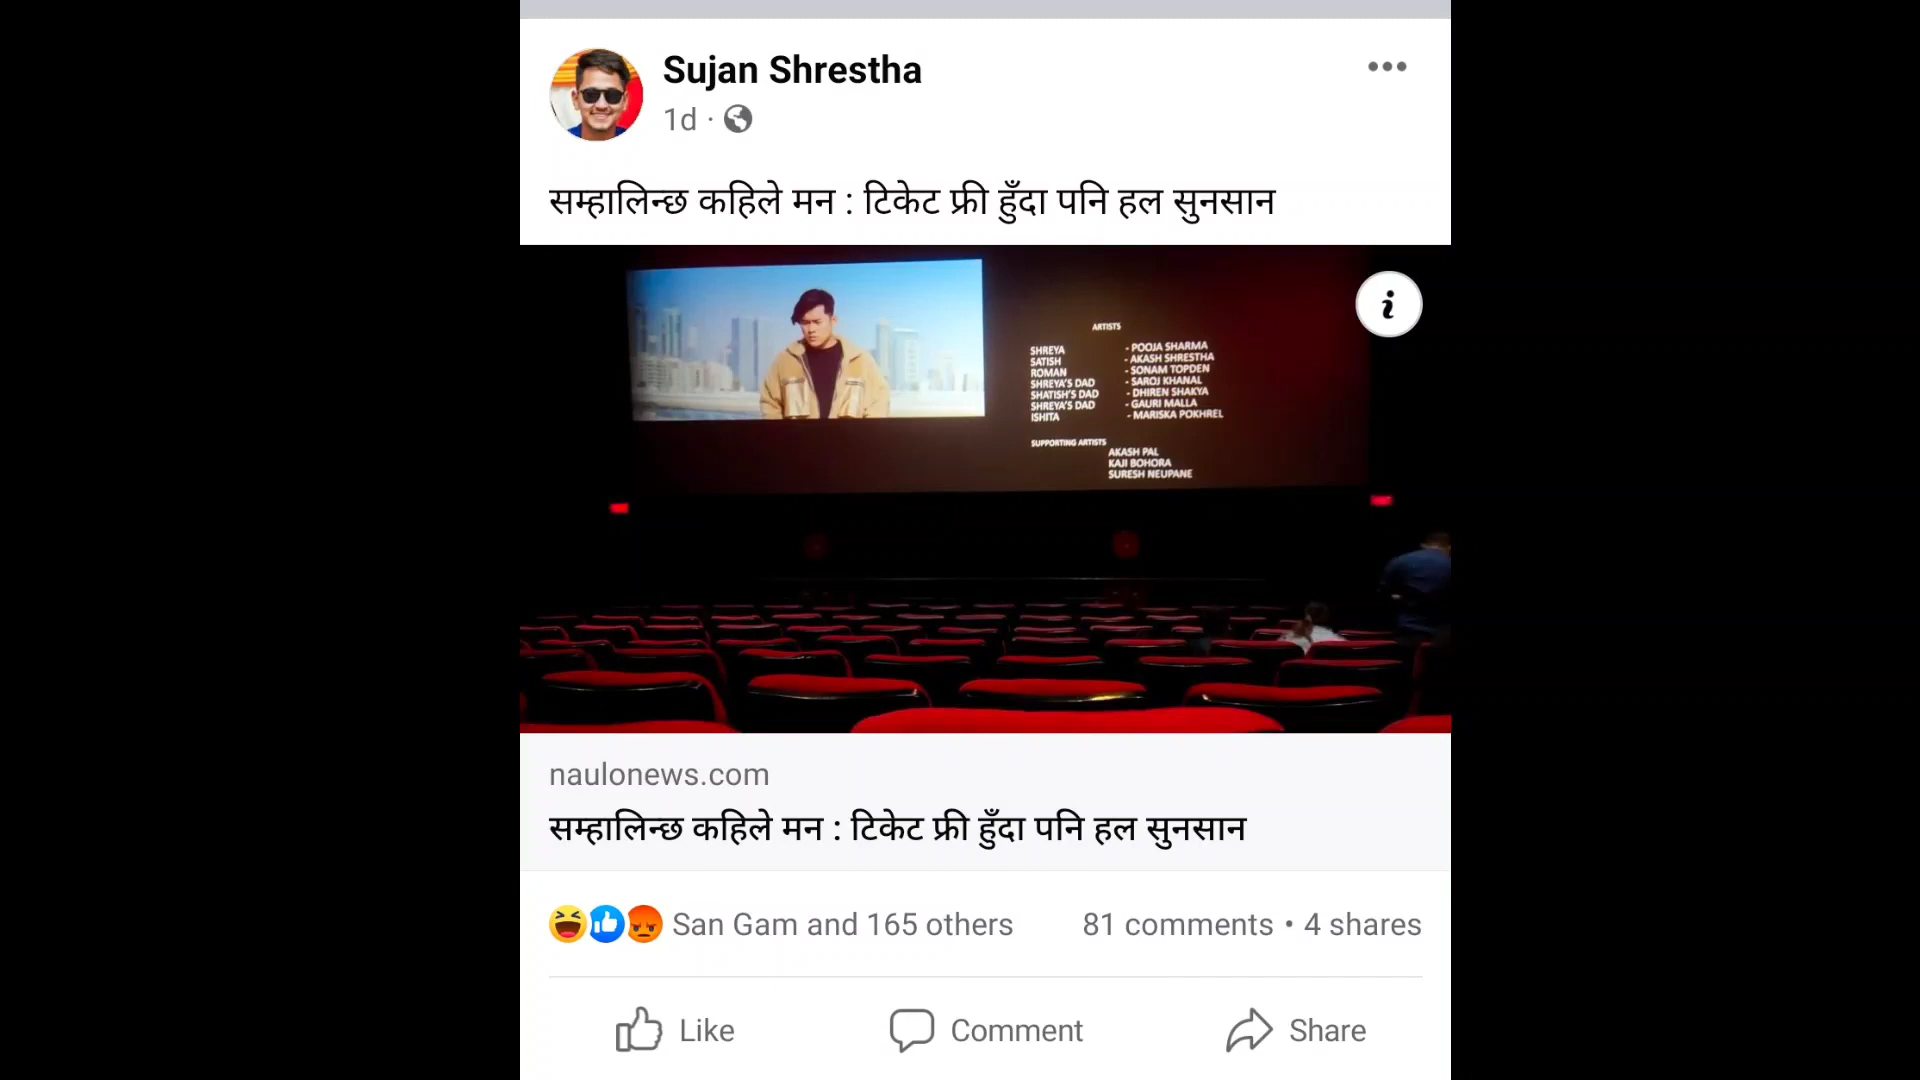 Sujan Shrestha
1d ·
सम्हालिन्छ कहिले मन : टिकेट फ्री हुँदा पनि हल सुनसान
ARTISTS
SHREYA - POOJA SHARMA
SATISH - AKASH SHRESTHA
ROMAN - SONAM TOPDEN
SHREYA'S DAD - SAROJ KHANAL
SHATISH'S DAD - DHIREN SHAKYA
SHREYA'S DAD - GAURI MALLA
ISHITA - MARISKA POKHREL
SUPPORTING ARTISTS
AKASH PAL
KAJI BOHORA
SURESH NEUPANE
naulonews.com
सम्हालिन्छ कहिले मन : टिकेट फ्री हुँदा पनि हल सुनसान
San Gam and 165 others 81 comments • 4 shares
Like Comment Share